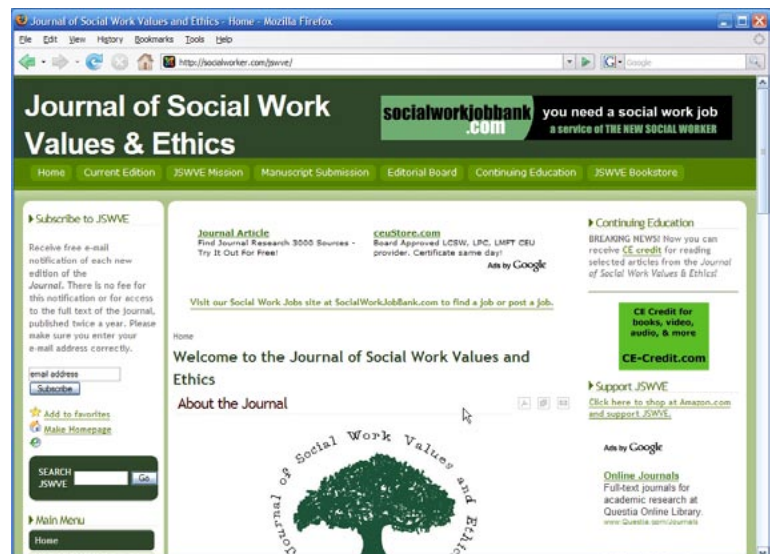 Journal of Social Work Values and Ethics - Home - Mozilla Firefox
File Edit View History Bookmarks Tools Help
http://socialworker.com/jswve/
Google
Journal of Social Work
Values & Ethics
socialworkjobbank
.COM
you need a social work job
a service of THE NEW SOCIAL WORKER
Home Current Edition JSWVE Mission Manuscript Submission Editorial Board Continuing Education JSWVE Bookstore
Subscribe to JSWVE
Receive free e-mail
notification of each new
edition of the
Journal. There is no fee for
this notification or for access
to the full text of the journal,
published twice a year. Please
make sure you enter your
e-mail address correctly.
email address
Subscribe
Add to favorites
Make Homepage
SEARCH
JSWVE
Go
Main Menu
Home
Journal Article
Find Journal Research 3000 Sources -
Try It Out For Free!
ceuStore.com
Board Approved LCSW, LPC, LMFT CEU
provider. Certificate same day!
Ads by Google
Visit our Social Work Jobs site at SocialWorkJobBank.com to find a job or post a job.
Home
Welcome to the Journal of Social Work Values and
Ethics
About the Journal
Journal of Social Work Values and Ethics
Continuing Education
BREAKING NEWS! Now you can
receive CE credit for reading
selected articles from the Journal
of Social Work Values & Ethics!
CE Credit for
books, video,
audio, & more
CE-Credit.com
Support JSWVE
Click here to shop at Amazon.com
and support JSWVE.
Ads by Google
Online Journals
Full-text journals for
academic research at
Questia Online Library.
www.Questia.com/Journals